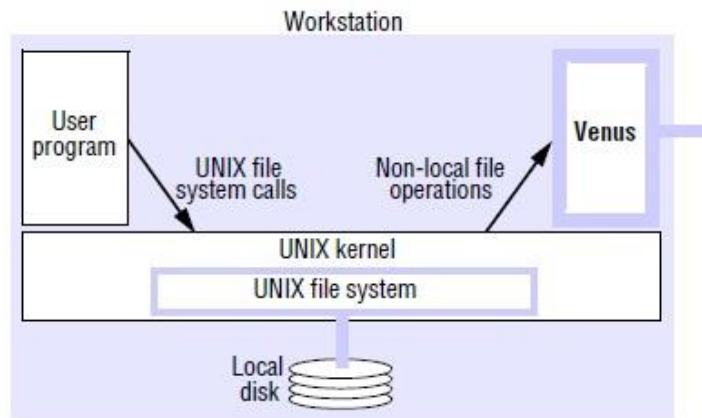 Workstation
User
program
UNIX file
system calls
Non-local file
operations
Venus
UNIX kernel
UNIX file system
Local
disk